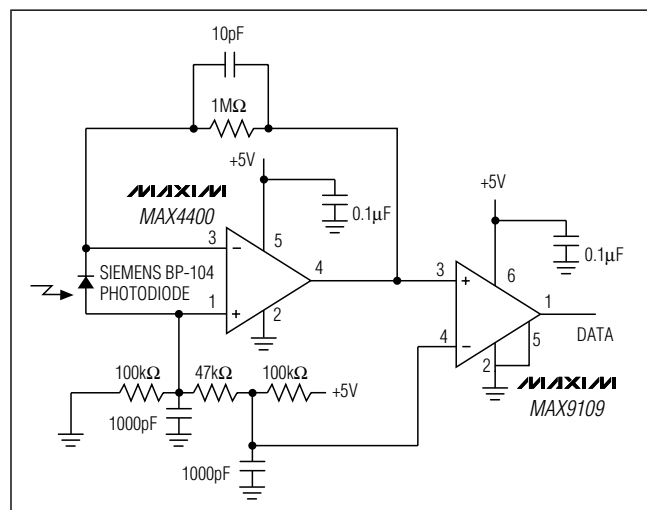 10pF
1MΩ
+5V
MAXIM
MAX4400
0.1µF
+5V
0.1µF
3
−
5
4
SIEMENS BP-104
PHOTODIODE
1
+
2
3
+
6
1
4
−
5
DATA
2
MAXIM
MAX9109
100kΩ
47kΩ
100kΩ
+5V
1000pF
1000pF